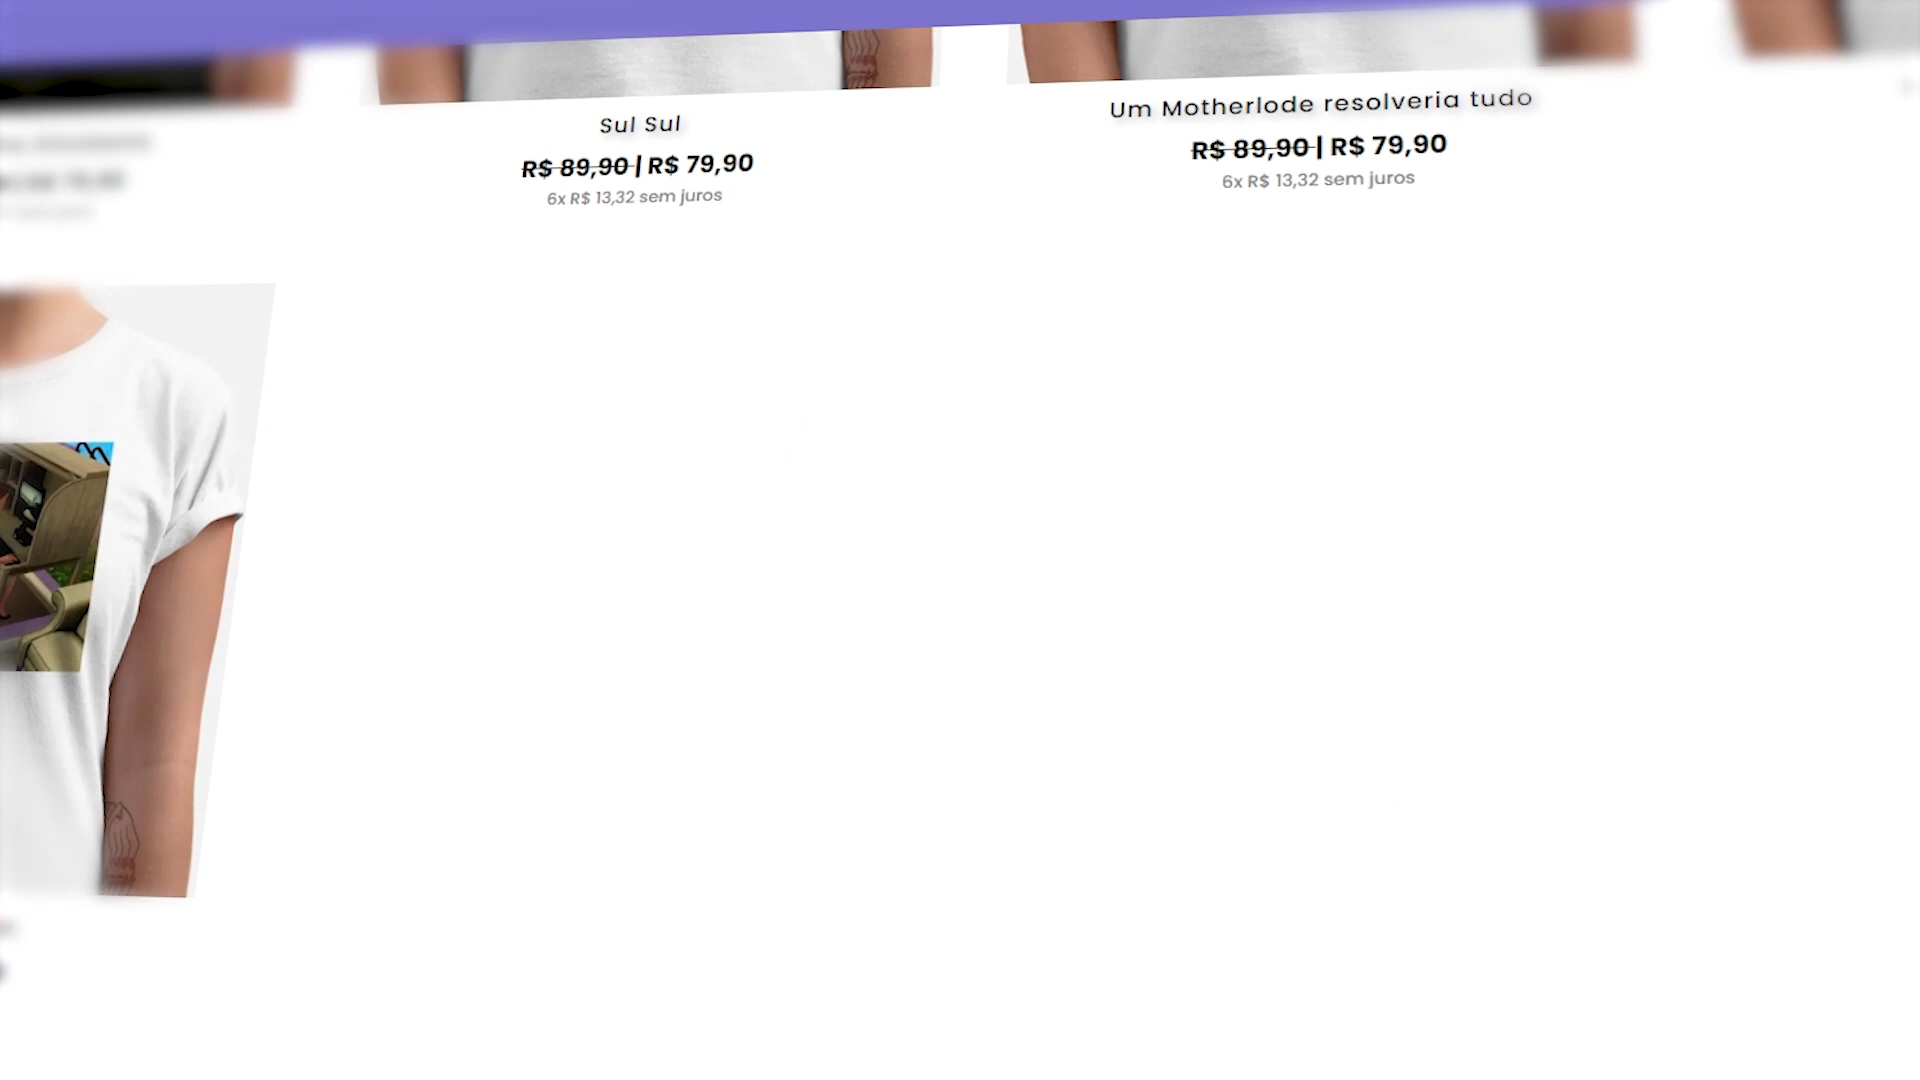 Sul Sul
R$ 89,90 | R$ 79,90
6x R$ 13,32 sem juros
Um Motherlode resolveria tudo
R$ 89,90 | R$ 79,90
6x R$ 13,32 sem juros